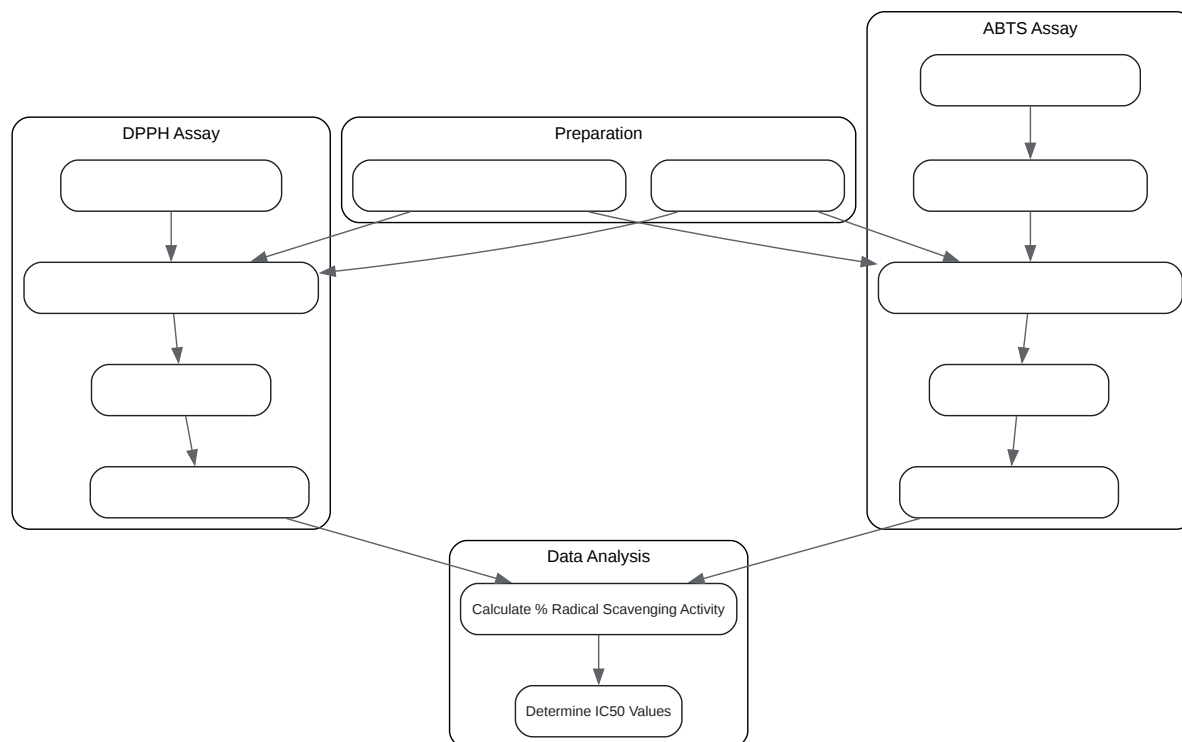 ABTS Assay
DPPH Assay
Preparation
Data Analysis
Calculate % Radical Scavenging Activity
Determine IC50 Values